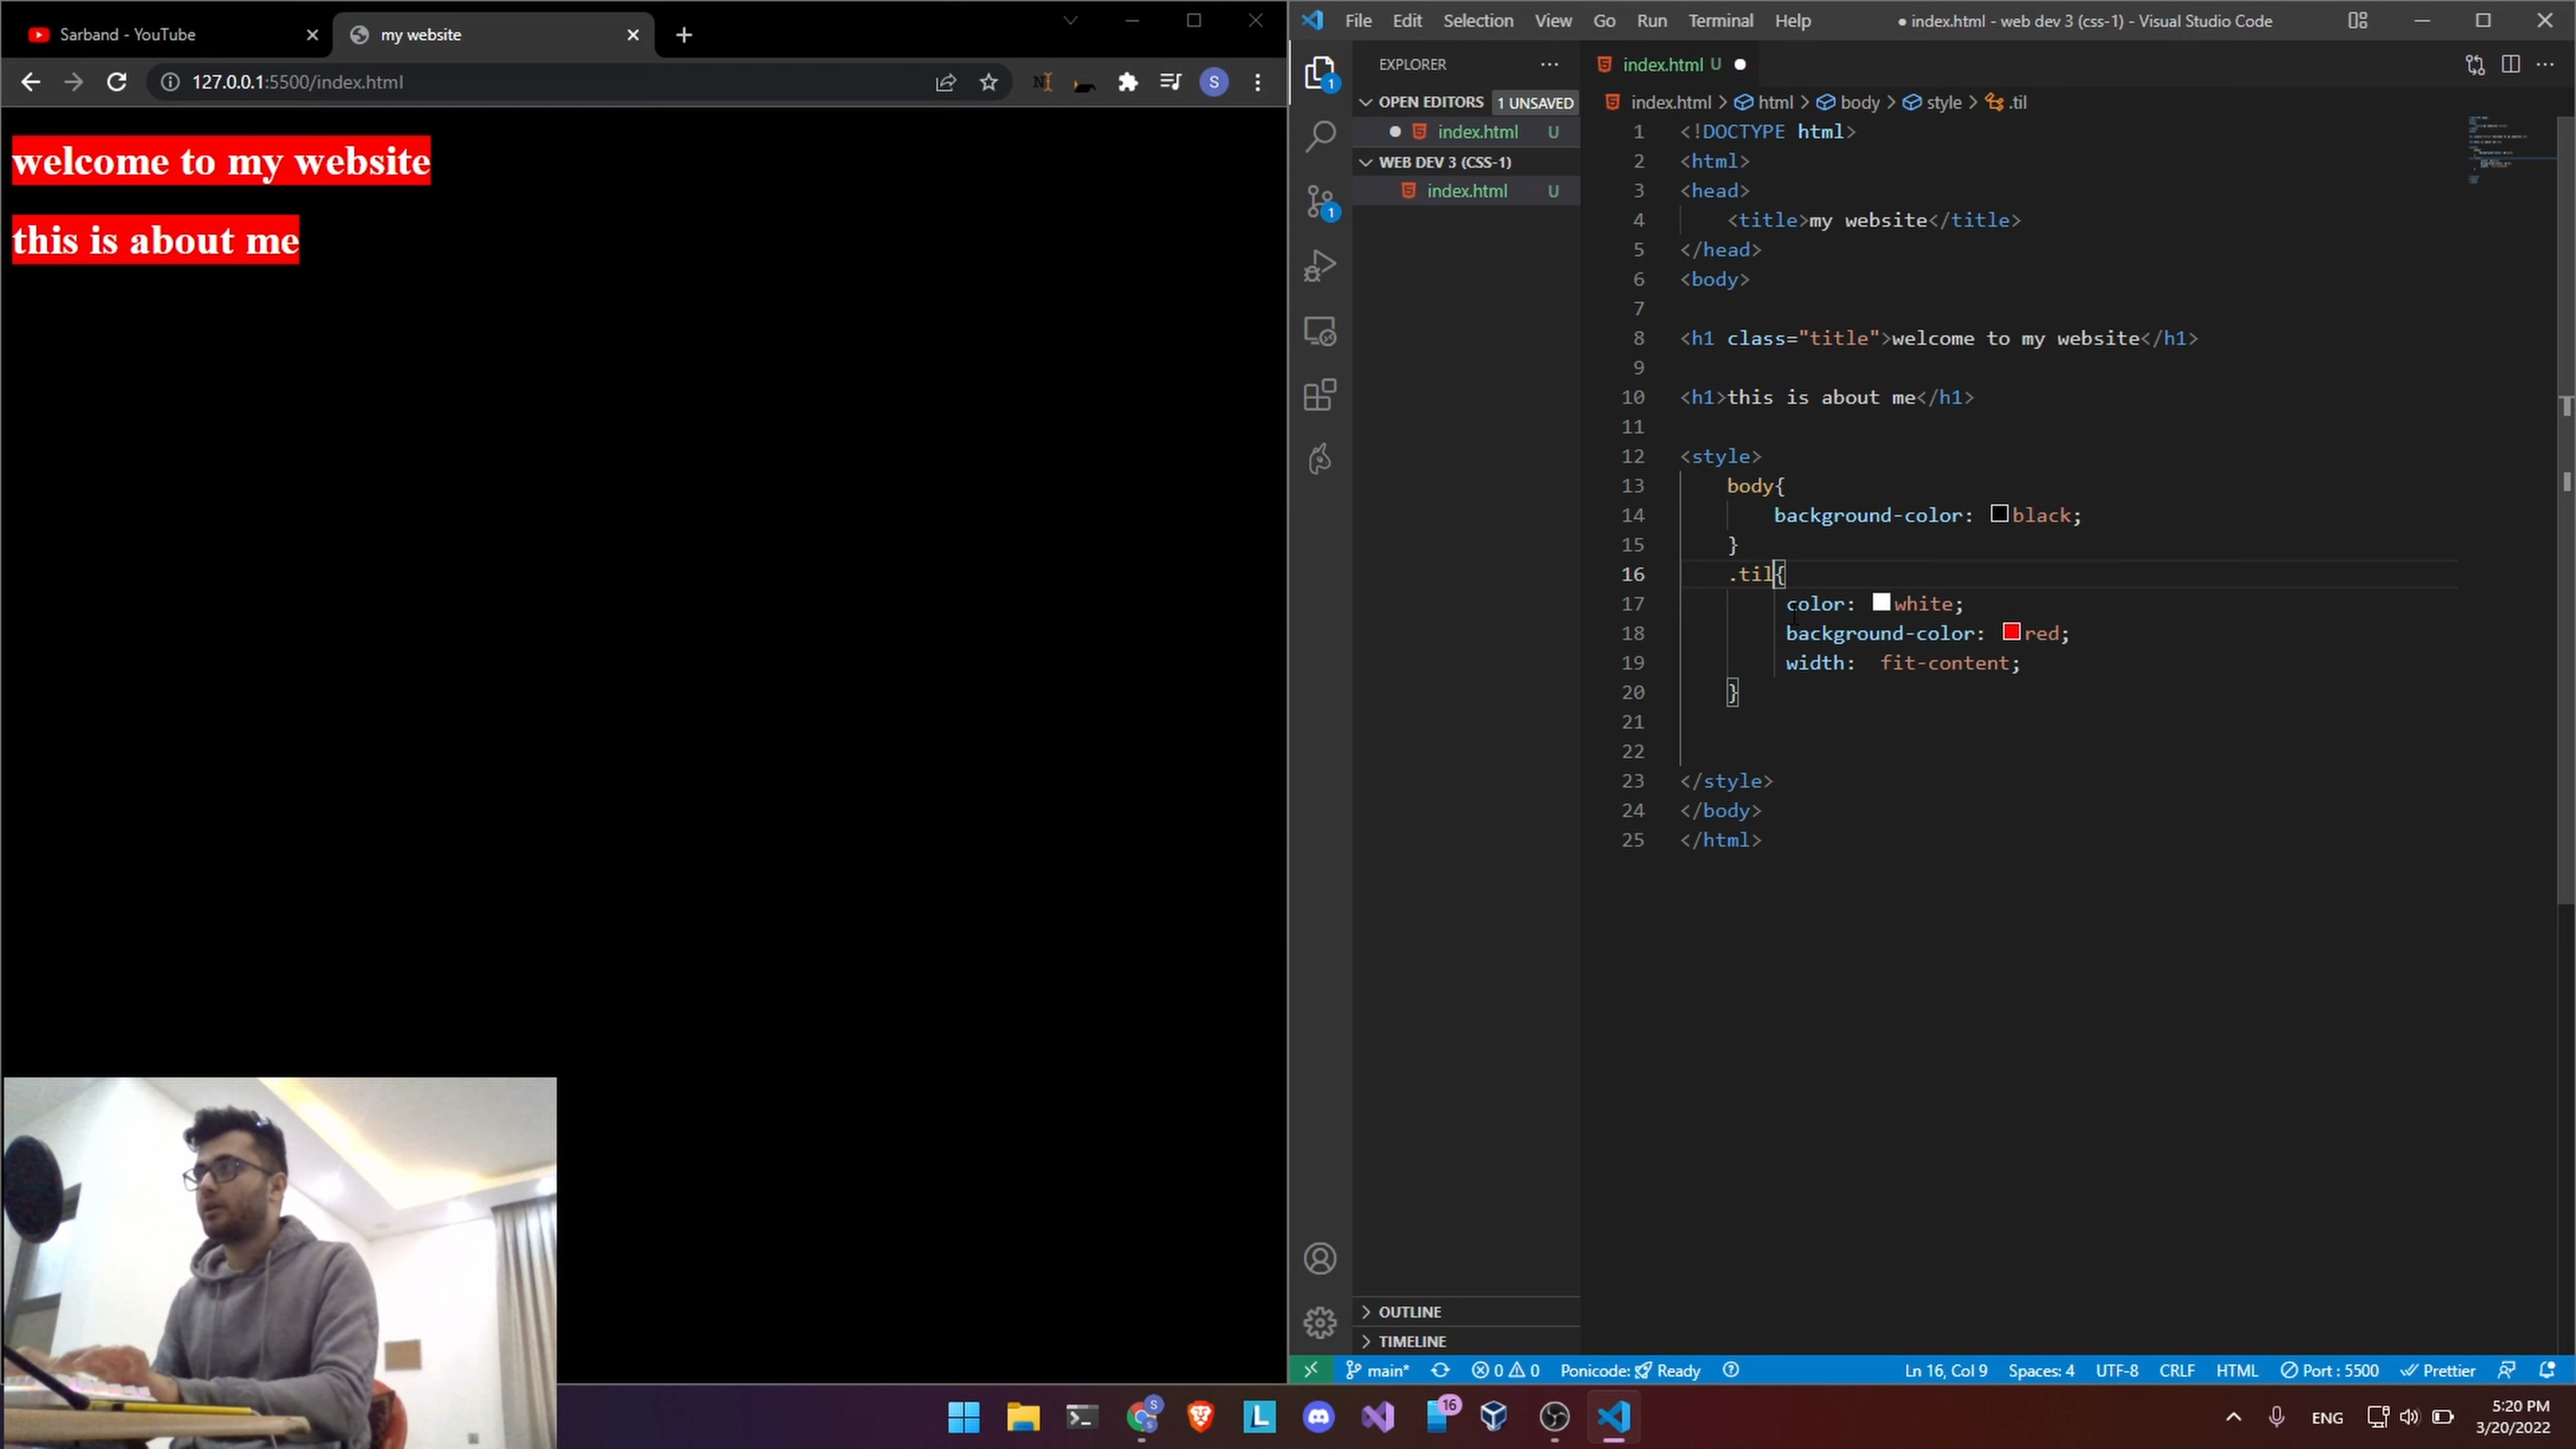 Sarband - YouTube
my website
127.0.0.1:5500/index.html
S
welcome to my website
this is about me
File Edit Selection View Go Run Terminal Help
● index.html - web dev 3 (css-1) - Visual Studio Code
EXPLORER
OPEN EDITORS 1 UNSAVED
index.html U
WEB DEV 3 (CSS-1)
index.html U
1
1
OUTLINE
TIMELINE
index.html U
index.html > html > body > style > .til
1 <!DOCTYPE html>
2 <html>
3 <head>
4 <title>my website</title>
5 </head>
6 <body>
7
8 <h1 class="title">welcome to my website</h1>
9
10 <h1>this is about me</h1>
11
12 <style>
13 body{
14 background-color: black;
15 }
16 .til{
17 color: white;
18 background-color: red;
19 width: fit-content;
20 }
21
22
23 </style>
24 </body>
25 </html>
main* 0 0 Ponicode: Ready Ln 16, Col 9 Spaces: 4 UTF-8 CRLF HTML Port : 5500 Prettier
S
L
16
ENG
5:20 PM
3/20/2022